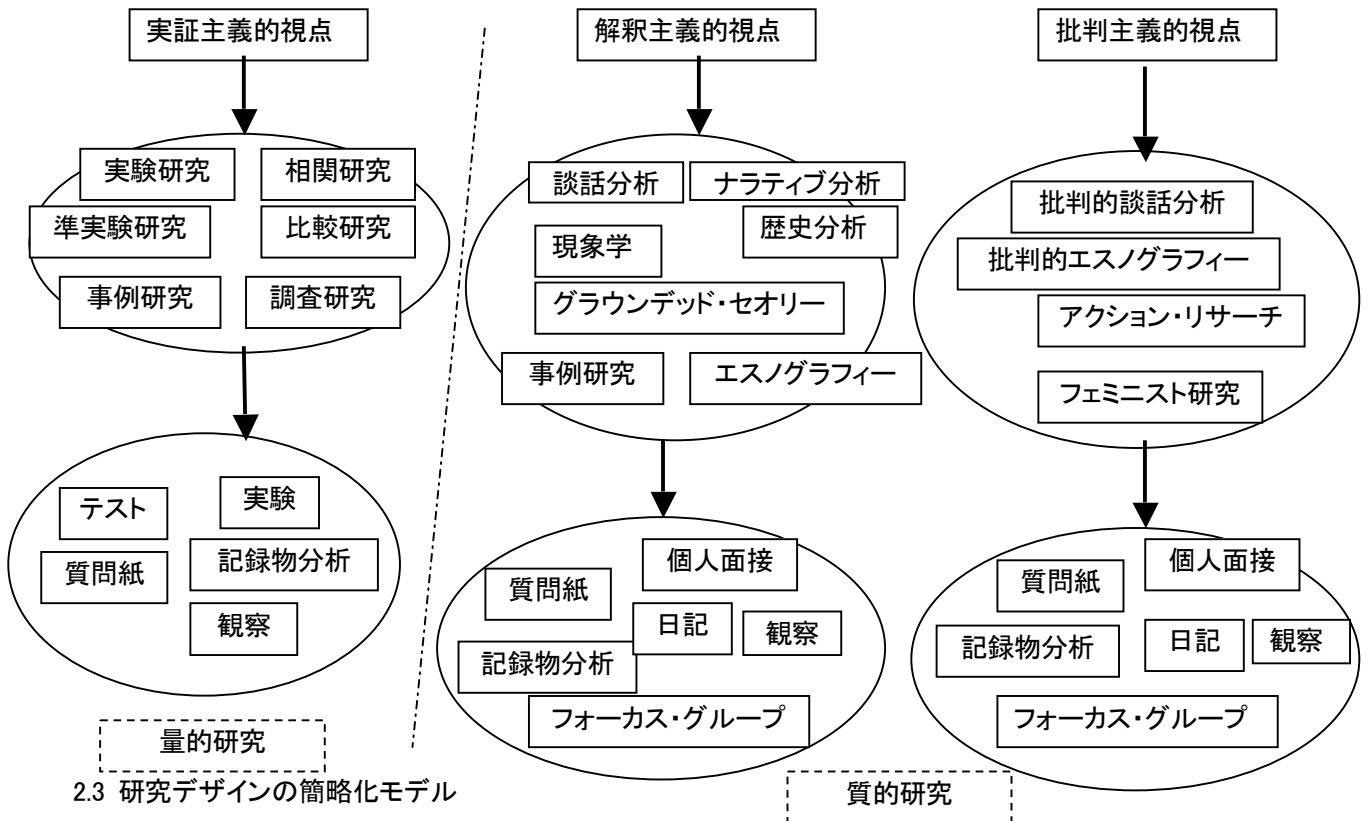 実証主義的視点
解釈主義的視点
批判主義的視点
実験研究
相関研究
準実験研究
比較研究
事例研究
調査研究
談話分析
ナラティブ分析
歴史分析
現象学
グラウンデッド・セオリー
事例研究
エスノグラフィー
批判的談話分析
批判的エスノグラフィー
アクション・リサーチ
フェミニスト研究
テスト
実験
質問紙
記録物分析
観察
個人面接
質問紙
日記
観察
記録物分析
フォーカス・グループ
個人面接
質問紙
日記
観察
記録物分析
フォーカス・グループ
量的研究
質的研究
2.3 研究デザインの簡略化モデル